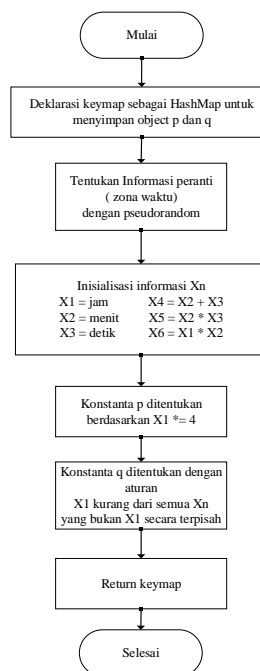 Mulai
Deklarasi keymap sebagai HashMap untuk
menyimpan object p dan q
Tentukan Informasi peranti
( zona waktu)
dengan pseudorandom
Inisialisasi informasi Xn
X1 = jam X4 = X2 + X3
X2 = menit X5 = X2 * X3
X3 = detik X6 = X1 * X2
Konstanta p ditentukan
berdasarkan X1 *= 4
Konstanta q ditentukan dengan
aturan
X1 kurang dari semua Xn
yang bukan X1 secara terpisah
Return keymap
Selesai